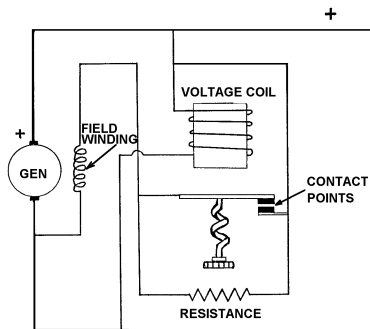 +
VOLTAGE COIL
+
FIELD
WINDING
GEN
CONTACT
POINTS
RESISTANCE